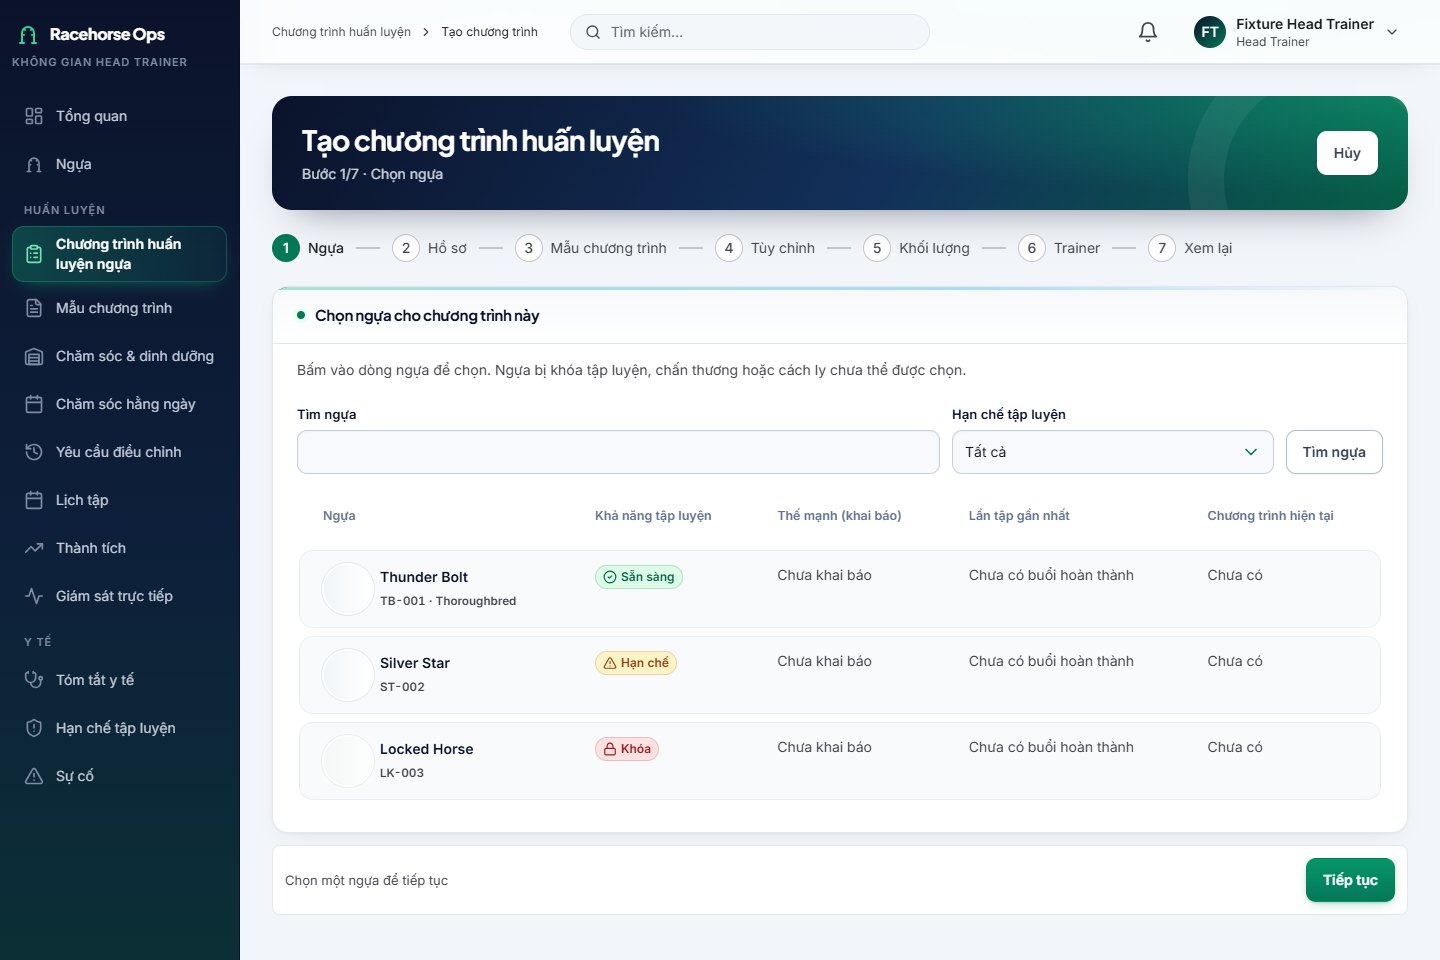 Racehorse Ops
KHÔNG GIAN HEAD TRAINER
Tổng quan
Ngựa
HUẤN LUYỆN
Chương trình huấn
luyện ngựa
Mẫu chương trình
Chăm sóc & dinh dưỡng
Chăm sóc hằng ngày
Yêu cầu điều chỉnh
Lịch tập
Thành tích
Giám sát trực tiếp
Y TẾ
Tóm tắt y tế
Hạn chế tập luyện
Sự cố
Chương trình huấn luyện > Tạo chương trình
Tìm kiếm...
FT
Fixture Head Trainer
Head Trainer
Tạo chương trình huấn luyện
Bước 1/7 · Chọn ngựa
Hủy
1 Ngựa 2 Hồ sơ 3 Mẫu chương trình 4 Tùy chỉnh 5 Khối lượng 6 Trainer 7 Xem lại
Chọn ngựa cho chương trình này
Bấm vào dòng ngựa để chọn. Ngựa bị khóa tập luyện, chấn thương hoặc cách ly chưa thể được chọn.
Tìm ngựa
Hạn chế tập luyện
Tất cả
Tìm ngựa
Ngựa Khả năng tập luyện Thế mạnh (khai báo) Lần tập gần nhất Chương trình hiện tại
Thunder Bolt Sẵn sàng Chưa khai báo Chưa có buổi hoàn thành Chưa có
TB-001 · Thoroughbred
Silver Star Hạn chế Chưa khai báo Chưa có buổi hoàn thành Chưa có
ST-002
Locked Horse Khóa Chưa khai báo Chưa có buổi hoàn thành Chưa có
LK-003
Chọn một ngựa để tiếp tục
Tiếp tục